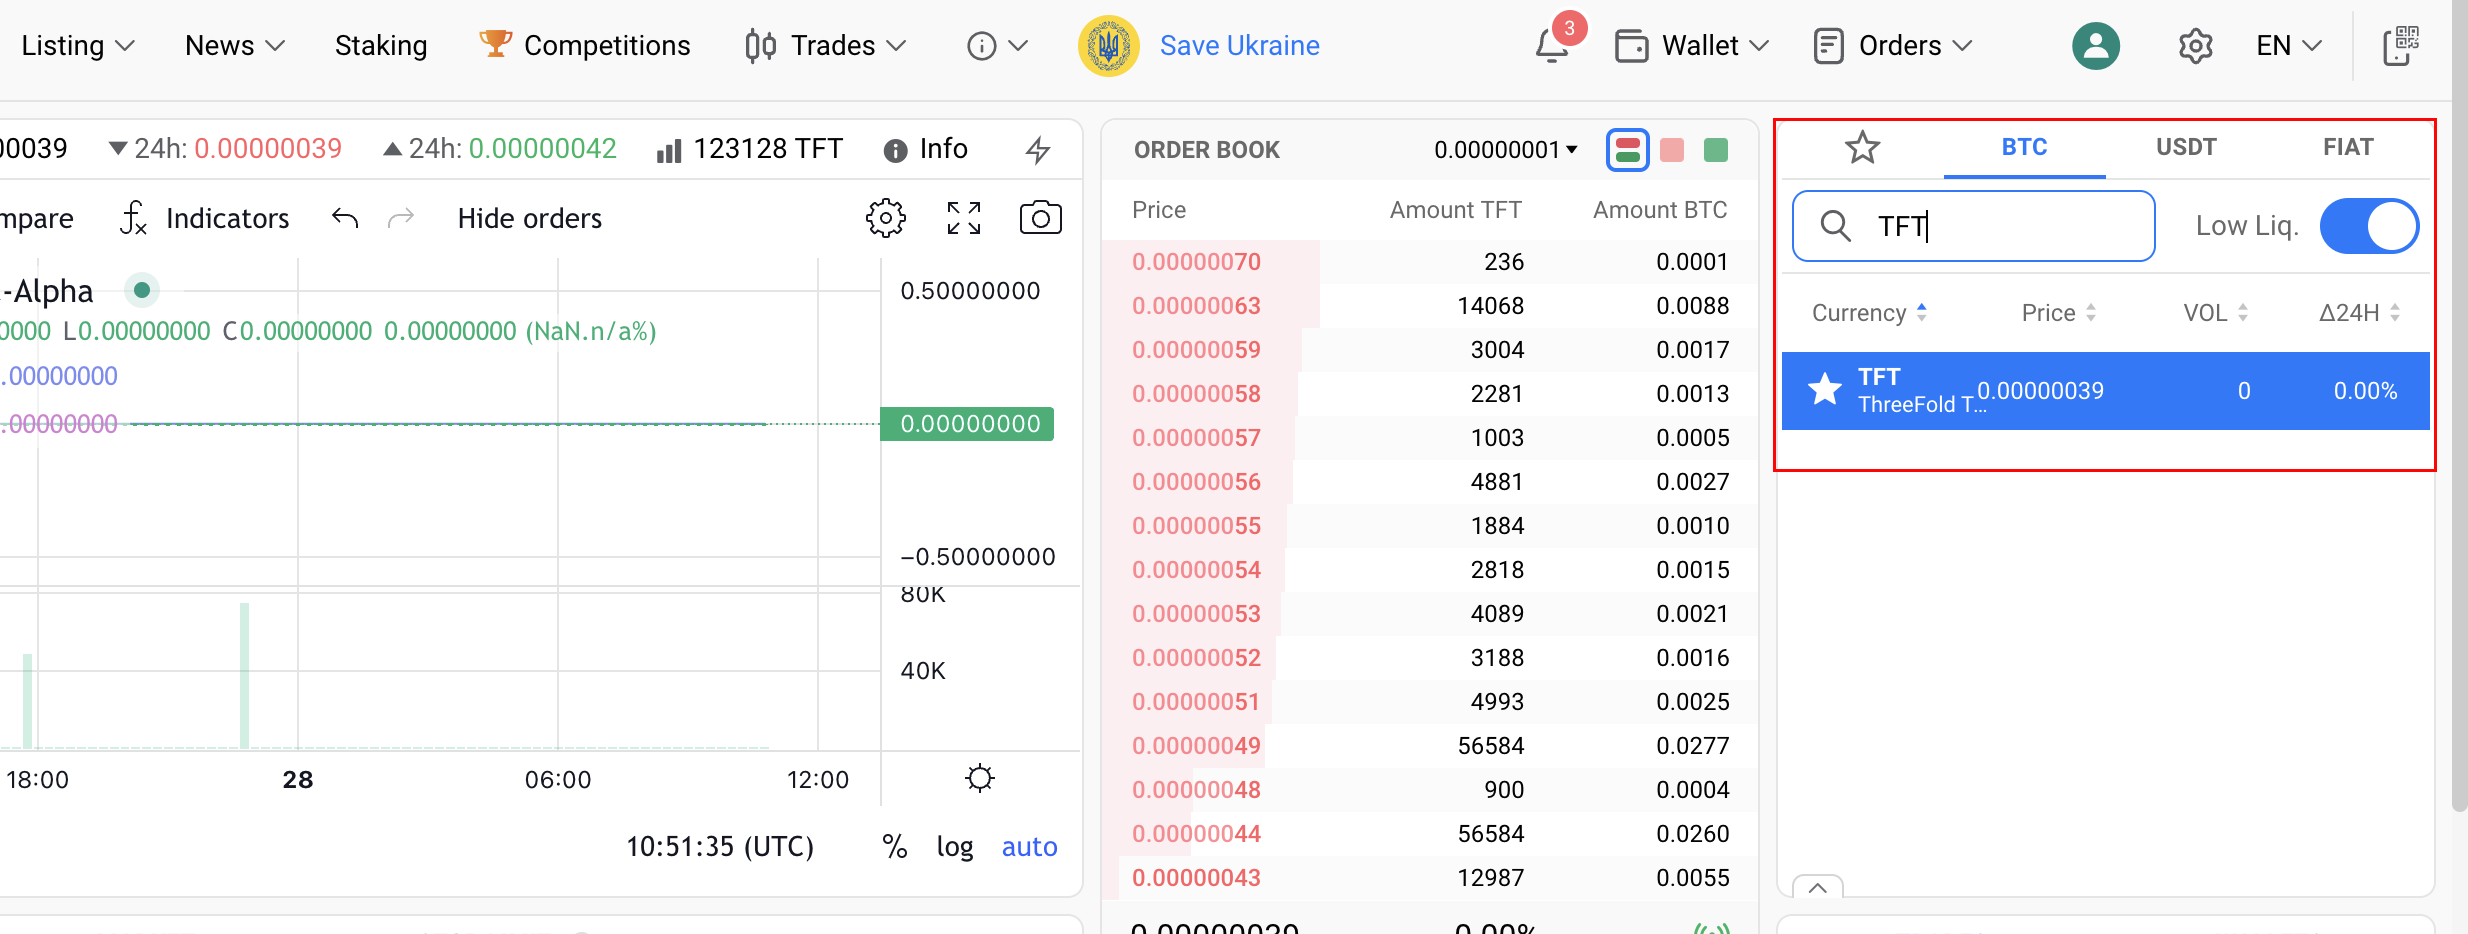 Listing News Staking Competitions Trades Save Ukraine 3 Wallet Orders EN
00039 24h: 0.00000039 24h: 0.00000042 123128 TFT Info
mpare Indicators Hide orders
-Alpha
0000 L0.00000000 C0.00000000 0.00000000 (NaN.n/a%)
.00000000
.00000000
0.50000000
0.00000000
−0.50000000
80K
40K
18:00 28 06:00 12:00
10:51:35 (UTC) % log auto
ORDER BOOK 0.00000001
Price Amount TFT Amount BTC
0.00000070 236 0.0001
0.00000063 14068 0.0088
0.00000059 3004 0.0017
0.00000058 2281 0.0013
0.00000057 1003 0.0005
0.00000056 4881 0.0027
0.00000055 1884 0.0010
0.00000054 2818 0.0015
0.00000053 4089 0.0021
0.00000052 3188 0.0016
0.00000051 4993 0.0025
0.00000049 56584 0.0277
0.00000048 900 0.0004
0.00000044 56584 0.0260
0.00000043 12987 0.0055
0.00000039 0.00%
BTC USDT FIAT
TFT Low Liq.
Currency Price VOL Δ24H
TFT 0.00000039 0 0.00%
ThreeFold T...